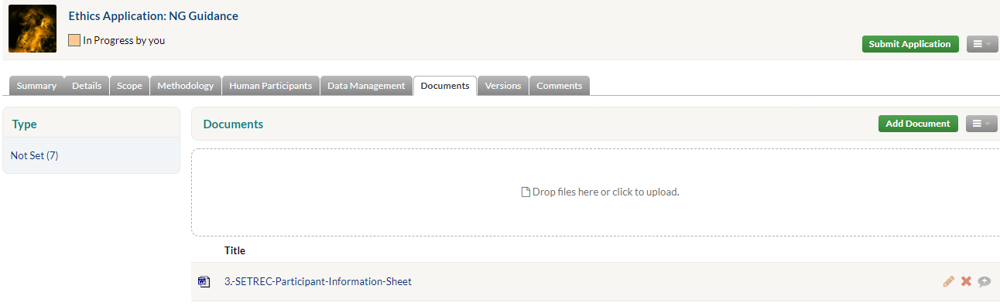 Ethics Application: NG Guidance
In Progress by you
Submit Application
Summary Details Scope Methodology Human Participants Data Management Documents Versions Comments
Type
Not Set (7)
Documents
Add Document
Drop files here or click to upload.
Title
3.-SETREC-Participant-Information-Sheet